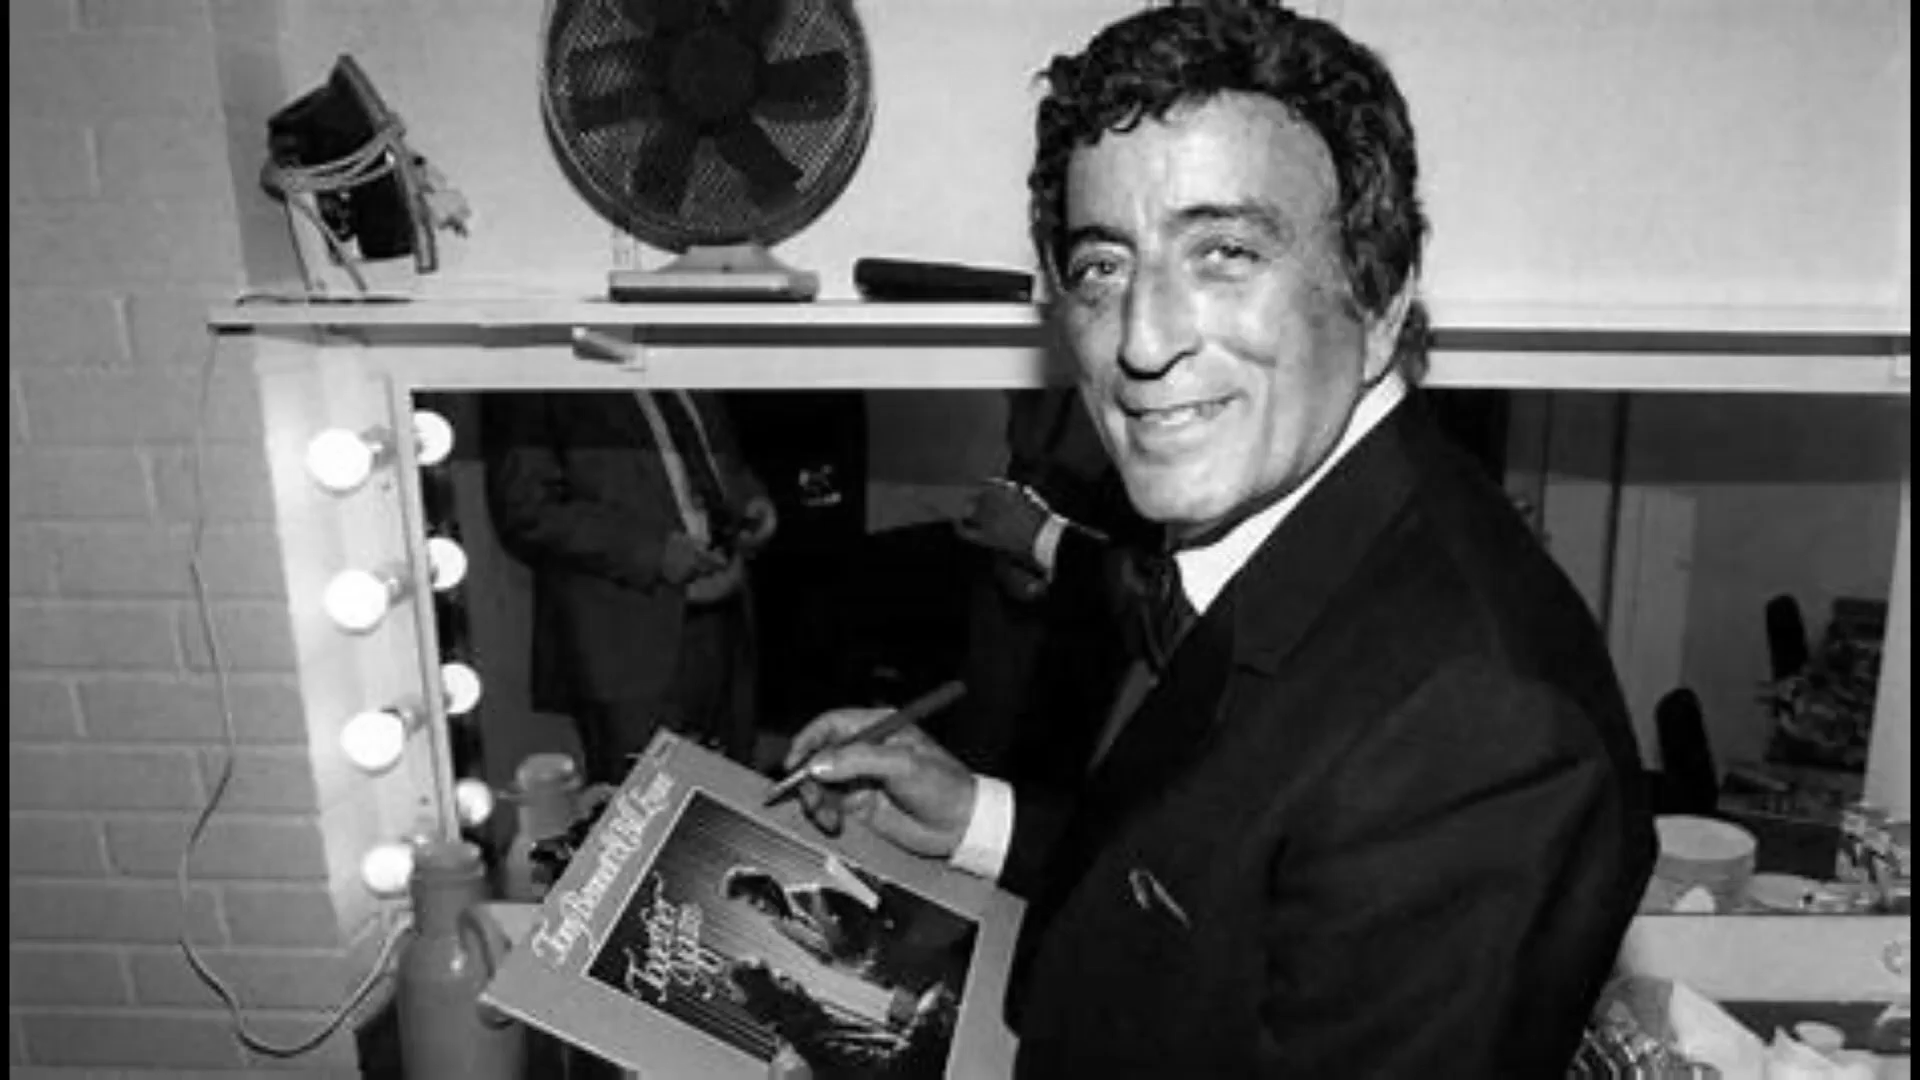 Tony Bennett & Bill Evans
Together
Again